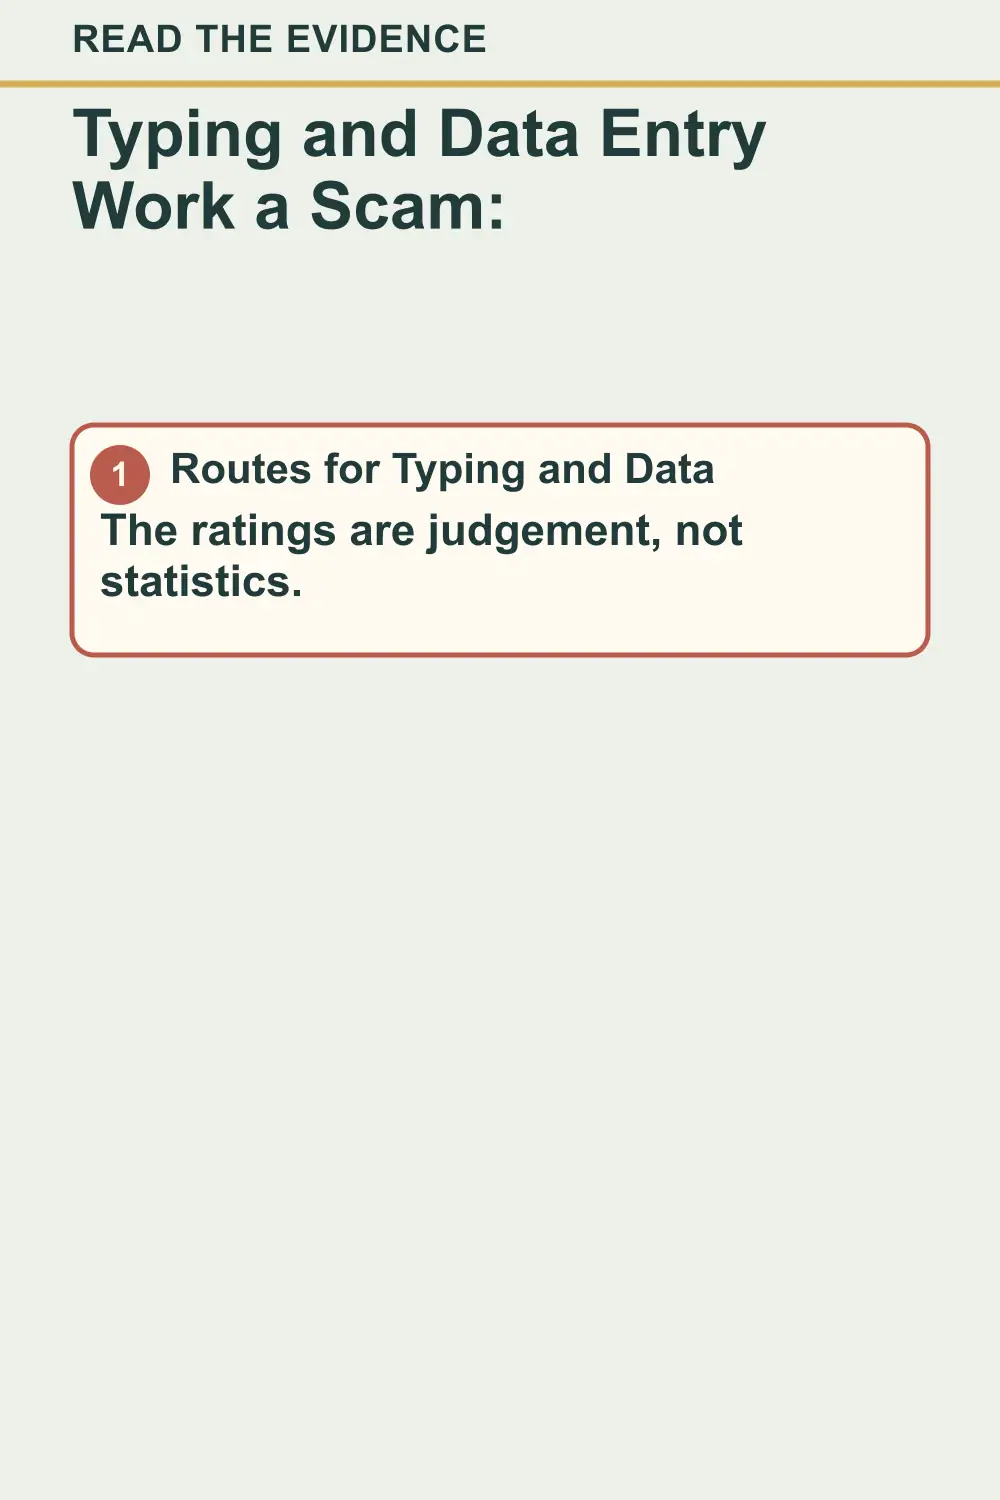 READ THE EVIDENCE
Typing and Data Entry
Work a Scam:
1 Routes for Typing and Data
The ratings are judgement, not
statistics.